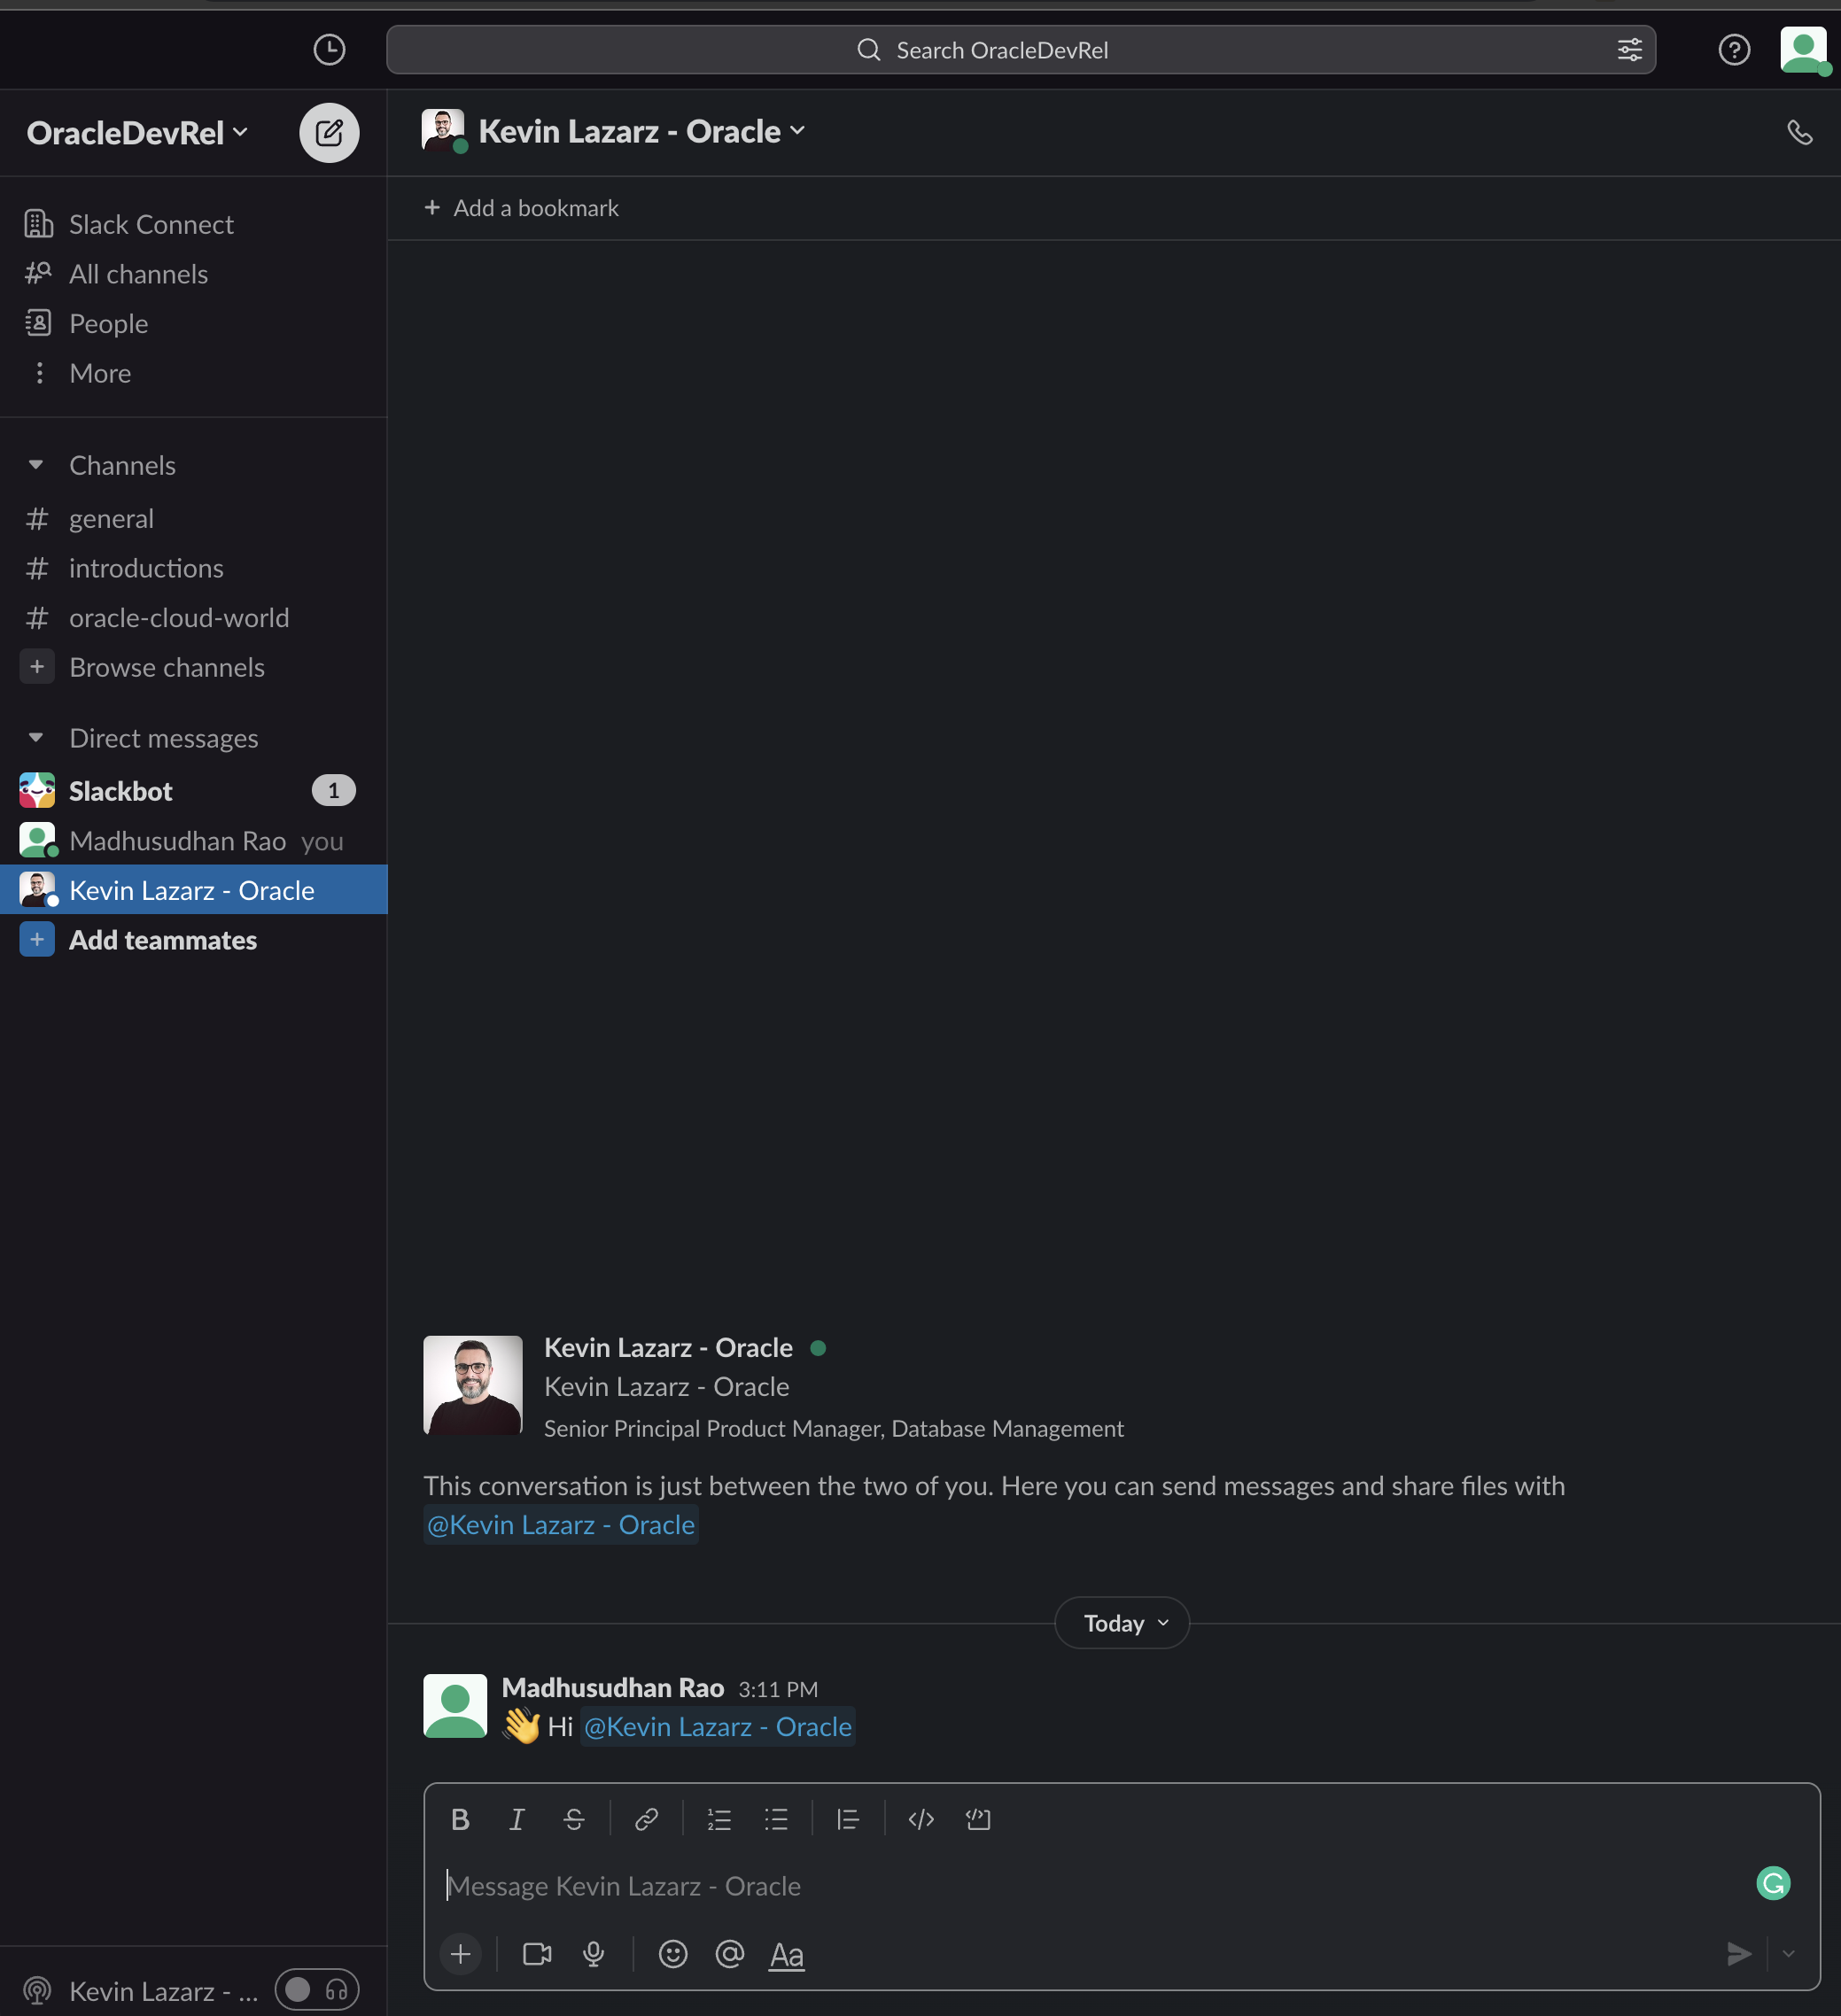 Search OracleDevRel
OracleDevRel
Kevin Lazarz - Oracle
Add a bookmark
Slack Connect
All channels
People
More
Channels
# general
# introductions
# oracle-cloud-world
+ Browse channels
Direct messages
Slackbot 1
Madhusudhan Rao you
Kevin Lazarz - Oracle
+ Add teammates
Kevin Lazarz - Oracle
Kevin Lazarz - Oracle
Senior Principal Product Manager, Database Management
This conversation is just between the two of you. Here you can send messages and share files with
@Kevin Lazarz - Oracle
Today
Madhusudhan Rao 3:11 PM
👋 Hi @Kevin Lazarz - Oracle
Message Kevin Lazarz - Oracle
Aa
Kevin Lazarz - ...